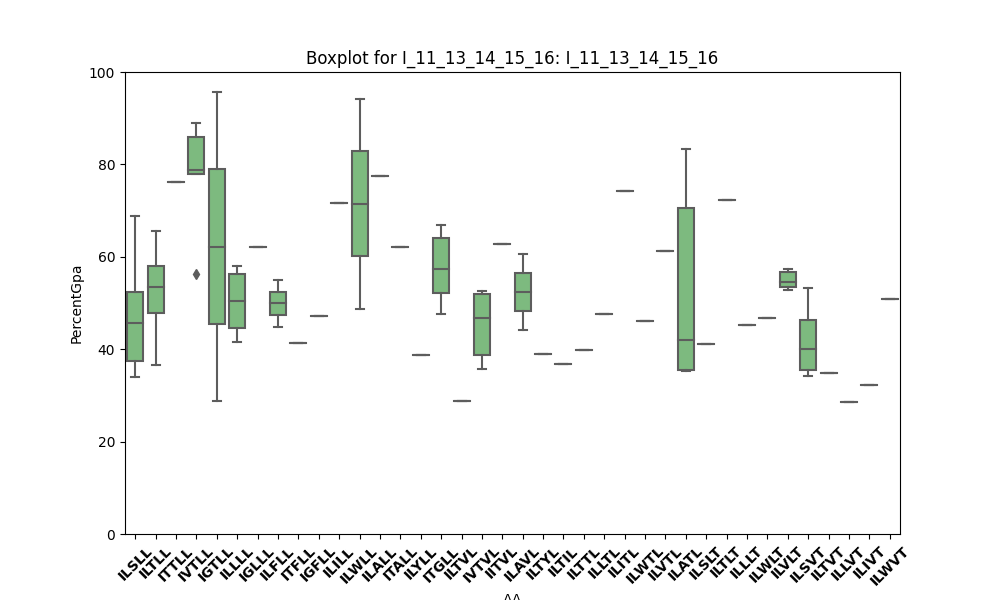 Boxplot for I_11_13_14_15_16: I_11_13_14_15_16
PercentGpa
100
80
60
40
20
0
ILSLL
ILTLL
ITTLL
IVTLL
IGTLL
ILLLL
IGLLL
ILFLL
ITFLL
IGFLL
ILILL
ILWLL
ILALL
ITALL
ILYLL
ITGLL
ILTVL
IVTVL
IITVL
ILAVL
ILTYL
ILTIL
ILTTL
ILLTL
ILITL
ILWTL
ILVTL
ILATL
ILSLT
ILTLT
ILLLT
ILWLT
ILVLT
ILSVT
ILTVT
ILLVT
ILIVT
ILWVT
AA